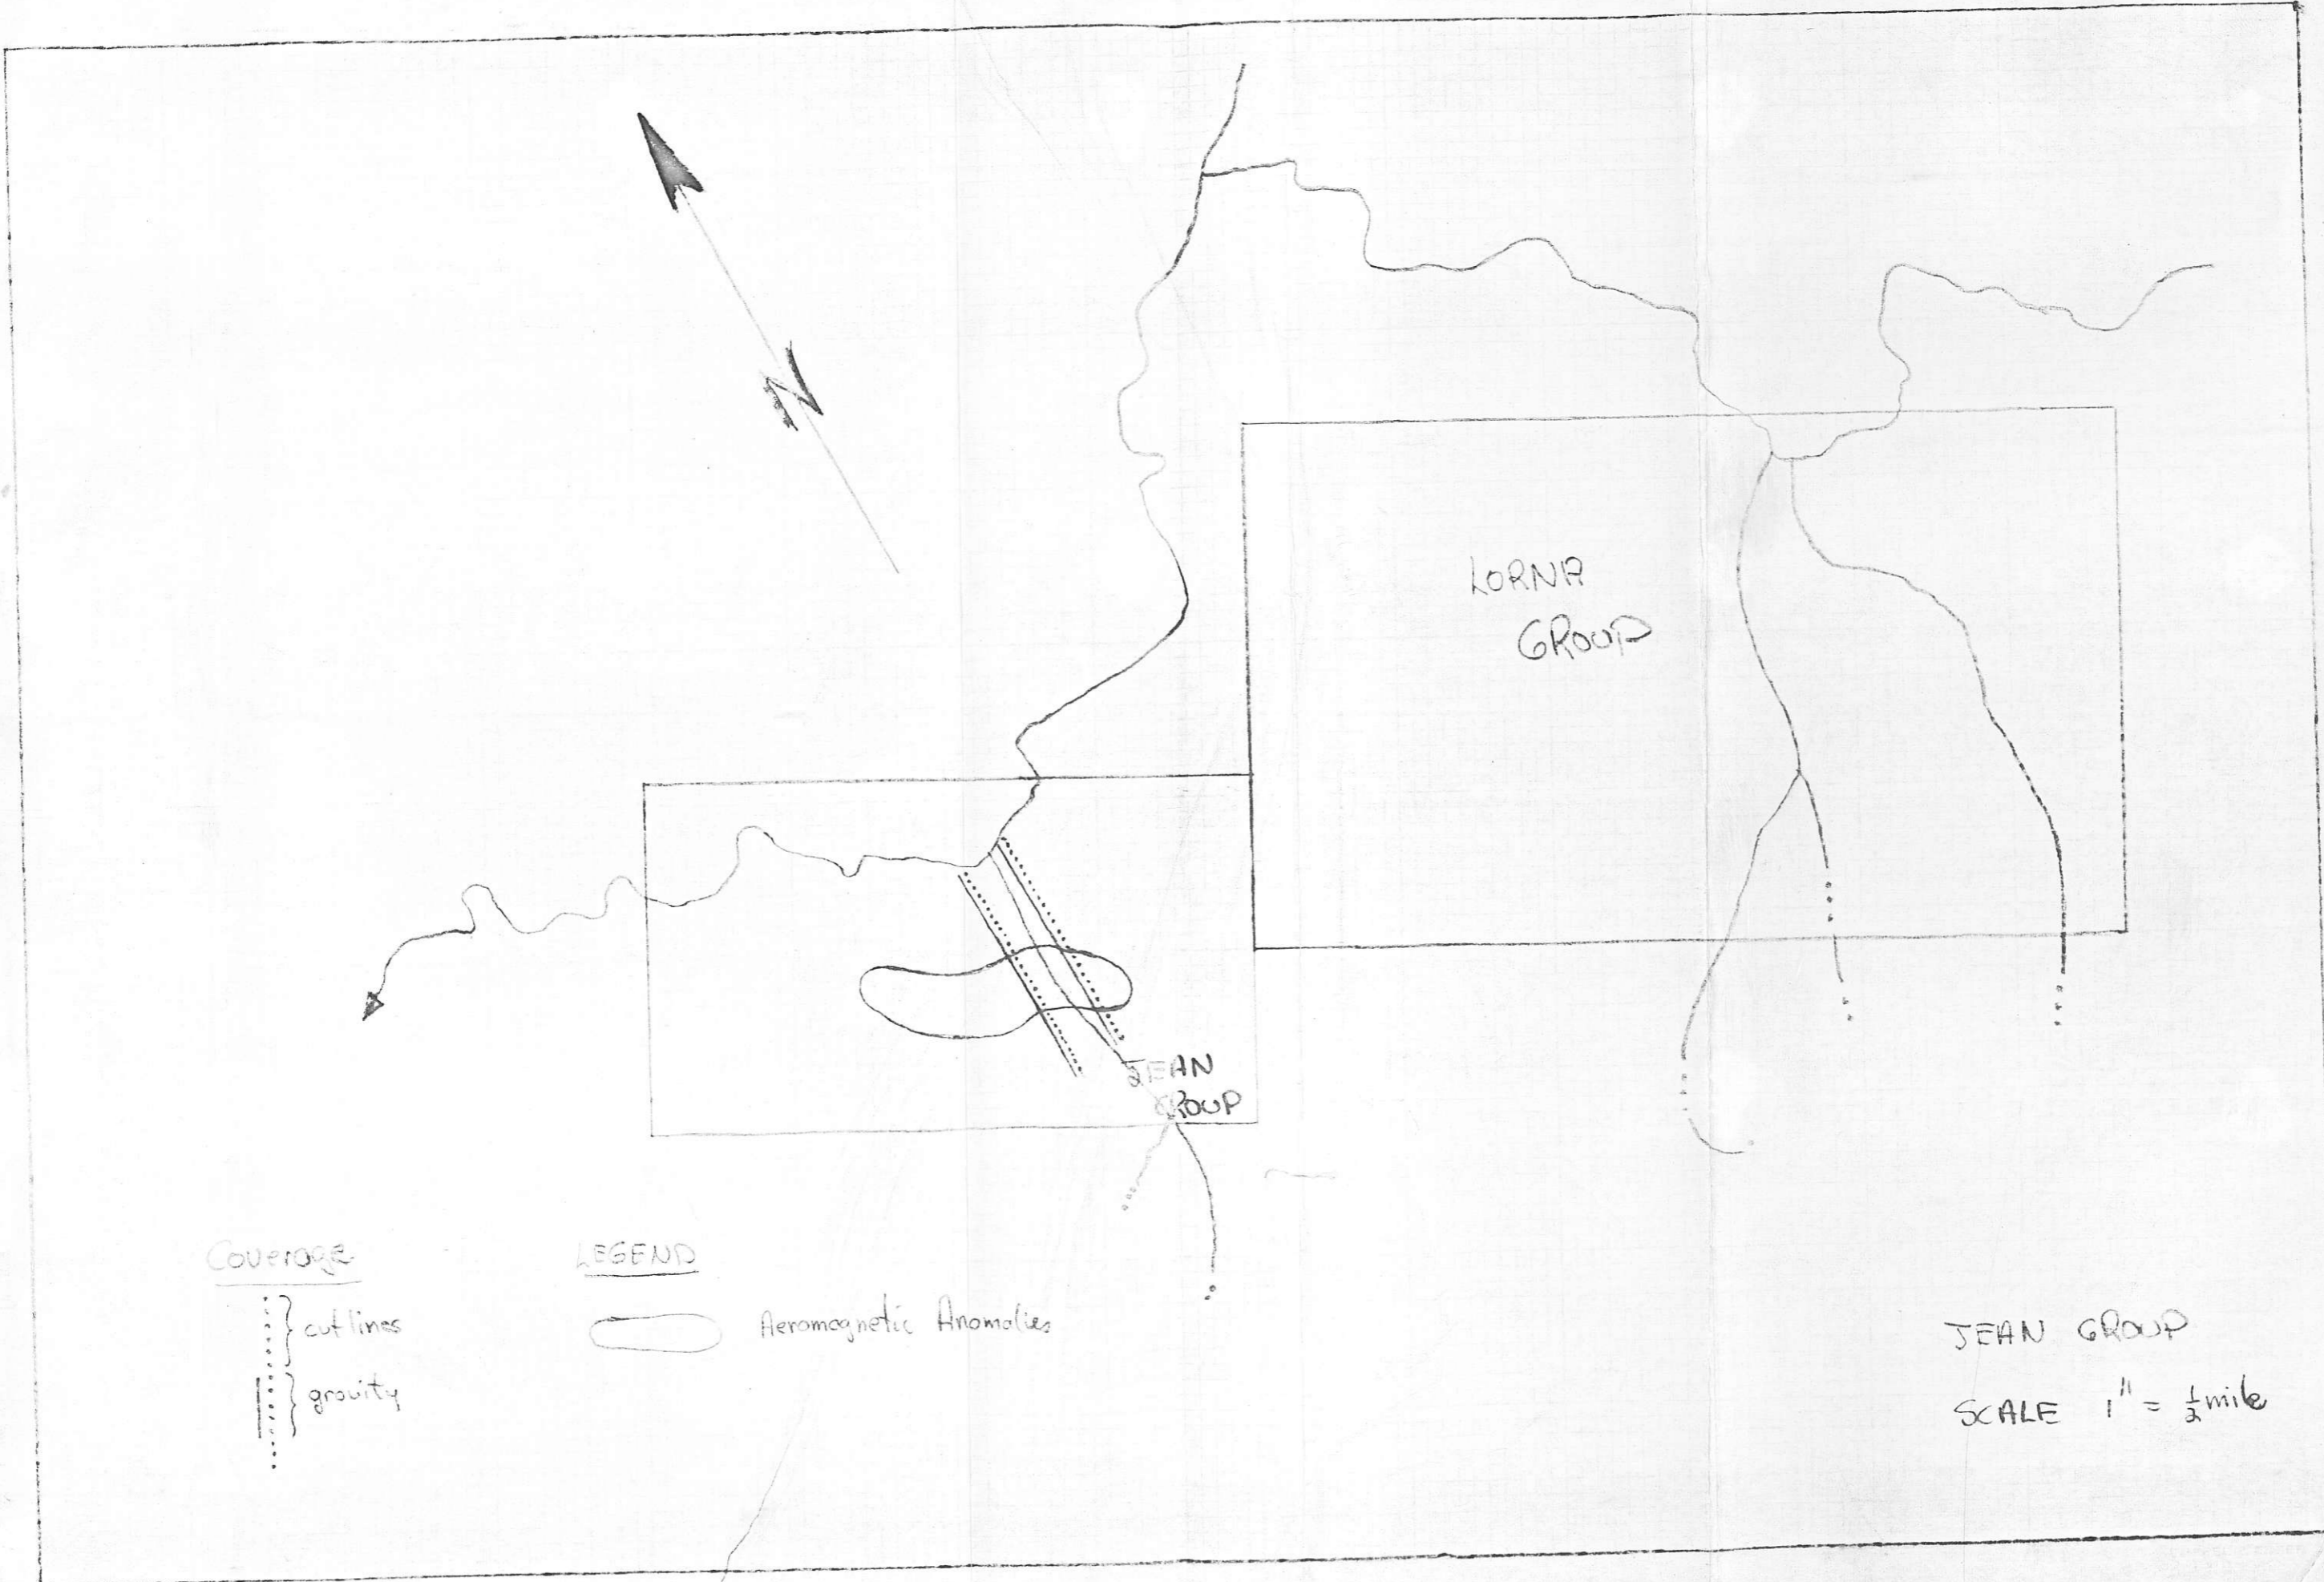 N
LORNA
GROUP
JEAN
GROUP
Coverage
cut lines
gravity
LEGEND
Aeromagnetic Anomalies
JEAN GROUP
SCALE 1" = 1/2 mile